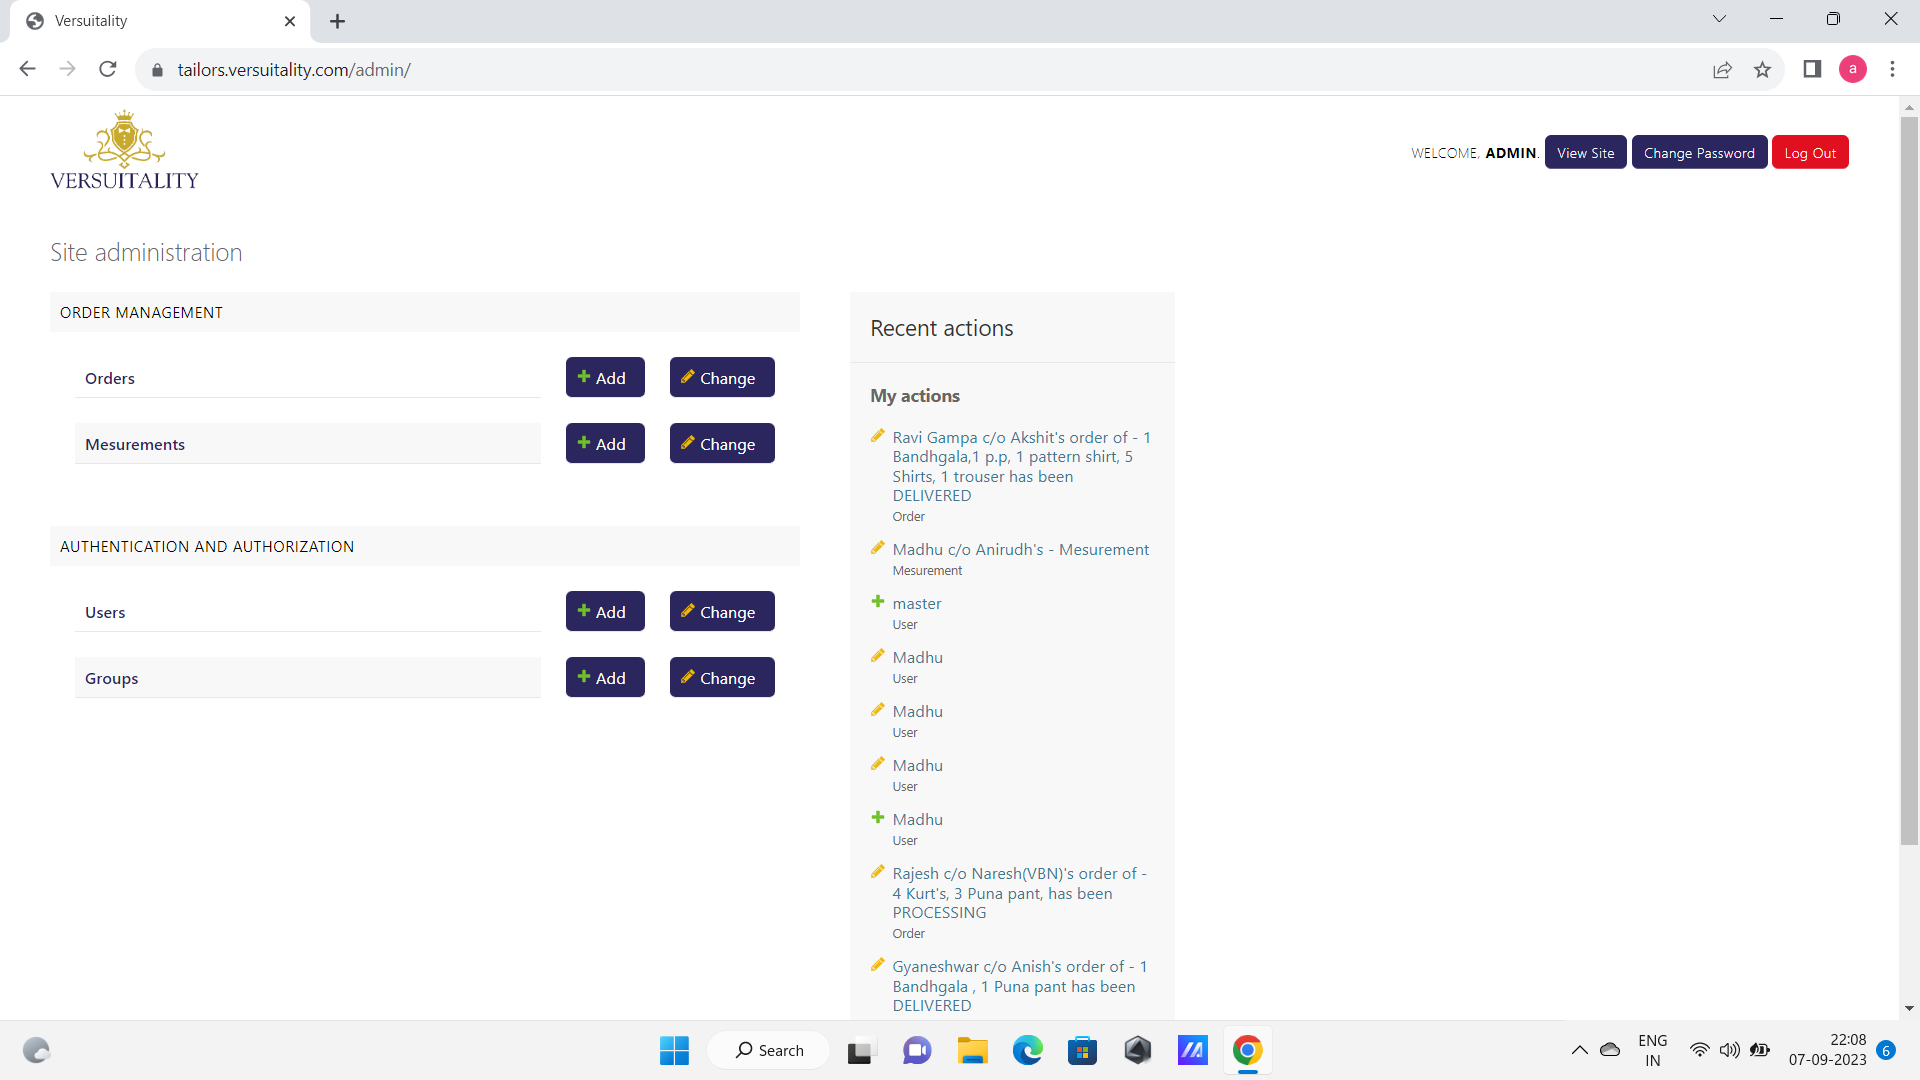 Versuitality
tailors.versuitality.com/admin/
a
VERSUITALITY
WELCOME, ADMIN. View Site Change Password Log Out
Site administration
ORDER MANAGEMENT
Orders Add Change
Mesurements Add Change
AUTHENTICATION AND AUTHORIZATION
Users Add Change
Groups Add Change
Recent actions
My actions
Ravi Gampa c/o Akshit's order of - 1
Bandhgala,1 p.p, 1 pattern shirt, 5
Shirts, 1 trouser has been
DELIVERED
Order
Madhu c/o Anirudh's - Mesurement
Mesurement
master
User
Madhu
User
Madhu
User
Madhu
User
Madhu
User
Rajesh c/o Naresh(VBN)'s order of -
4 Kurt's, 3 Puna pant, has been
PROCESSING
Order
Gyaneshwar c/o Anish's order of - 1
Bandhgala , 1 Puna pant has been
DELIVERED
Search
ENG
IN
22:08
07-09-2023
6